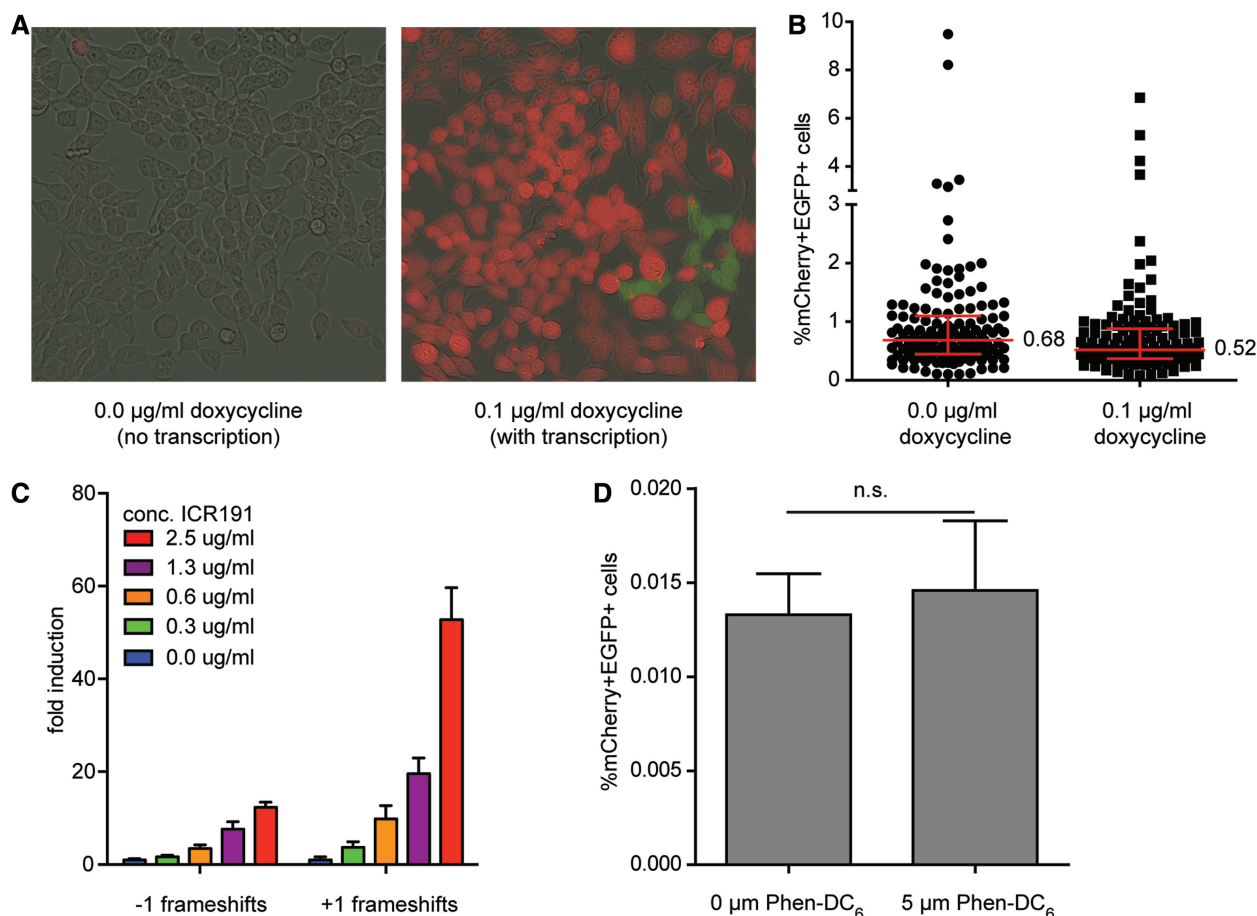 A
0.0 µg/ml doxycycline
(no transcription)
0.1 µg/ml doxycycline
(with transcription)
B
%mCherry+EGFP+ cells
10
8
6
4
3
2
1
0
0.68
0.52
0.0 µg/ml
doxycycline
0.1 µg/ml
doxycycline
C
fold induction
80
60
40
20
0
conc. ICR191
2.5 ug/ml
1.3 ug/ml
0.6 ug/ml
0.3 ug/ml
0.0 ug/ml
-1 frameshifts
+1 frameshifts
D
%mCherry+EGFP+ cells
0.020
0.015
0.010
0.005
0.000
n.s.
0 µm Phen-DC6
5 µm Phen-DC6